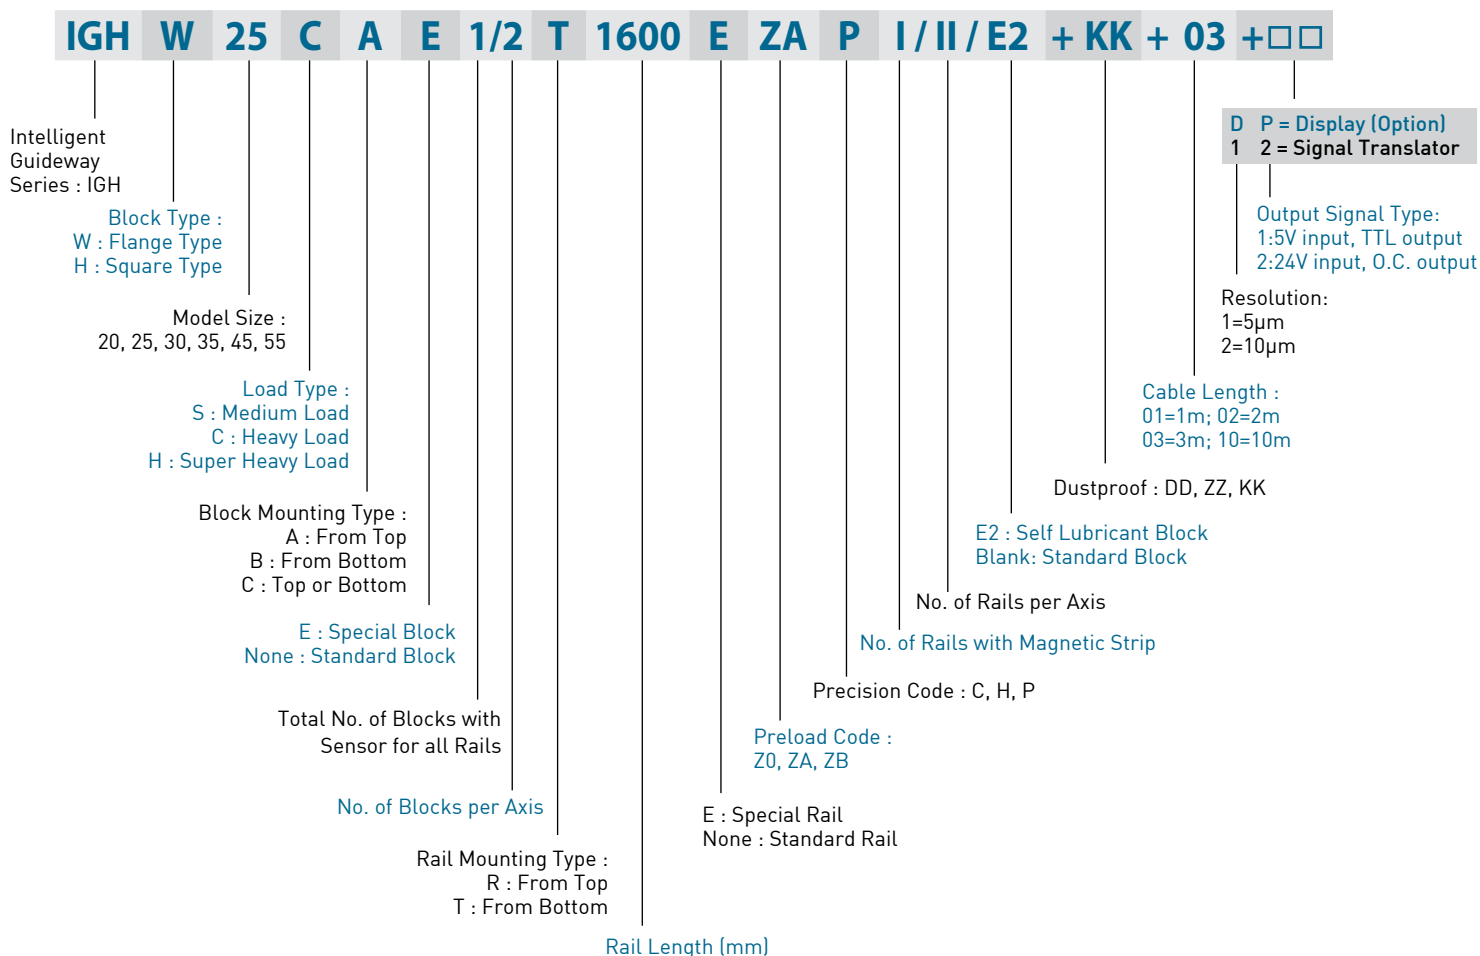 IGH W 25 C A E 1/2 T 1600 E ZA P I / II / E2 + KK + 03 +□□
Intelligent
Guideway
Series : IGH
Block Type :
W : Flange Type
H : Square Type
Model Size :
20, 25, 30, 35, 45, 55
Load Type :
S : Medium Load
C : Heavy Load
H : Super Heavy Load
Block Mounting Type :
A : From Top
B : From Bottom
C : Top or Bottom
E : Special Block
None : Standard Block
Total No. of Blocks with
Sensor for all Rails
No. of Blocks per Axis
Rail Mounting Type :
R : From Top
T : From Bottom
Rail Length (mm)
E : Special Rail
None : Standard Rail
Preload Code :
Z0, ZA, ZB
Precision Code : C, H, P
No. of Rails with Magnetic Strip
No. of Rails per Axis
E2 : Self Lubricant Block
Blank: Standard Block
Dustproof : DD, ZZ, KK
Cable Length :
01=1m; 02=2m
03=3m; 10=10m
D P = Display (Option)
1 2 = Signal Translator
Output Signal Type:
1:5V input, TTL output
2:24V input, O.C. output
Resolution:
1=5µm
2=10µm